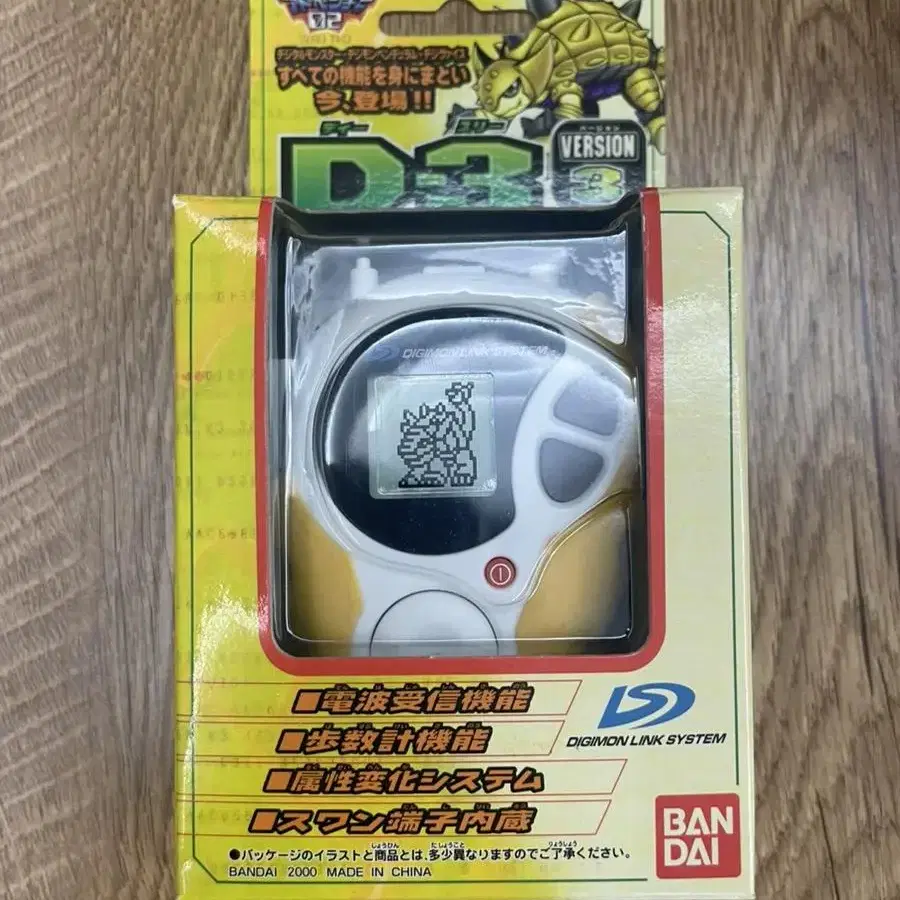 02
デジタルモンスター・デジモンペンデュラム・デジヴァイス
すべての機能を身にまとい
今、登場!!
ディー スリー
D-3
バージョン
VERSION
3
DIGIMON LINK SYSTEM
■電波受信機能
■歩数計機能
■属性変化システム
■スワン端子内蔵
DIGIMON LINK SYSTEM
BAN
DAI
●パッケージのイラストと商品とは、多少異なりますのでご了承ください。
BANDAI 2000 MADE IN CHINA